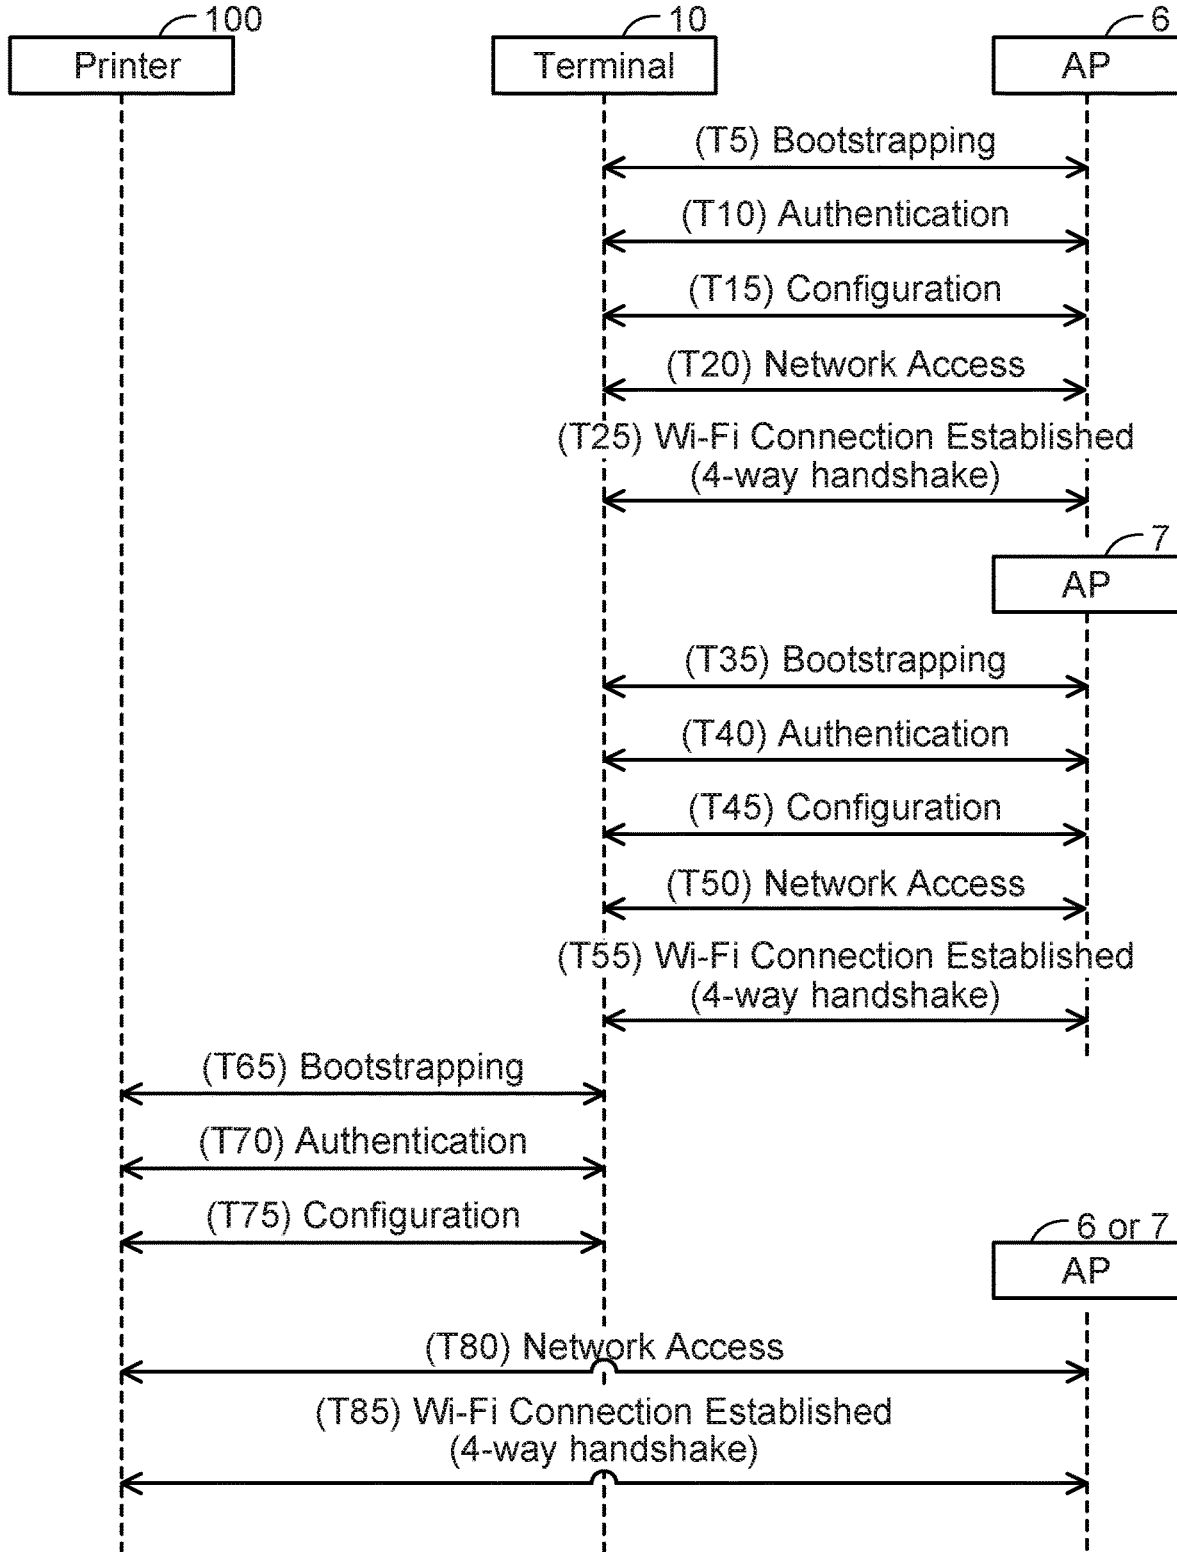 100
10
6
Printer
Terminal
AP
(T5) Bootstrapping
(T10) Authentication
(T15) Configuration
(T20) Network Access
(T25) Wi-Fi Connection Established
(4-way handshake)
7
AP
(T35) Bootstrapping
(T40) Authentication
(T45) Configuration
(T50) Network Access
(T55) Wi-Fi Connection Established
(4-way handshake)
(T65) Bootstrapping
(T70) Authentication
(T75) Configuration
6 or 7
AP
(T80) Network Access
(T85) Wi-Fi Connection Established
(4-way handshake)